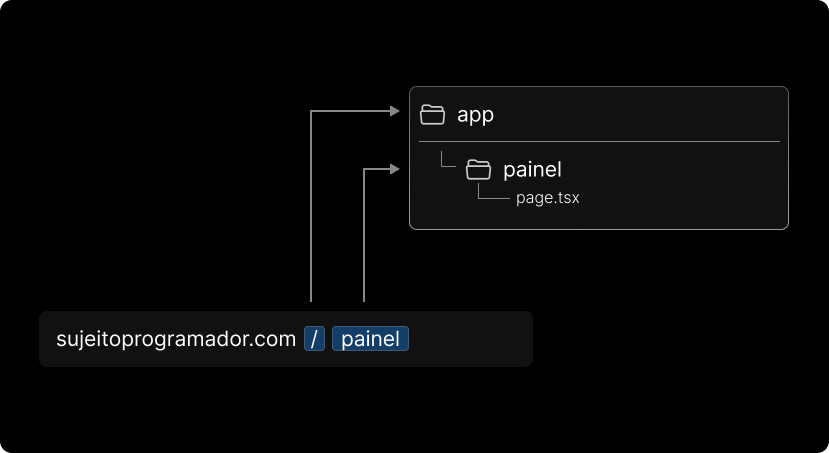 app
painel
page.tsx
sujeitoprogramador.com / painel